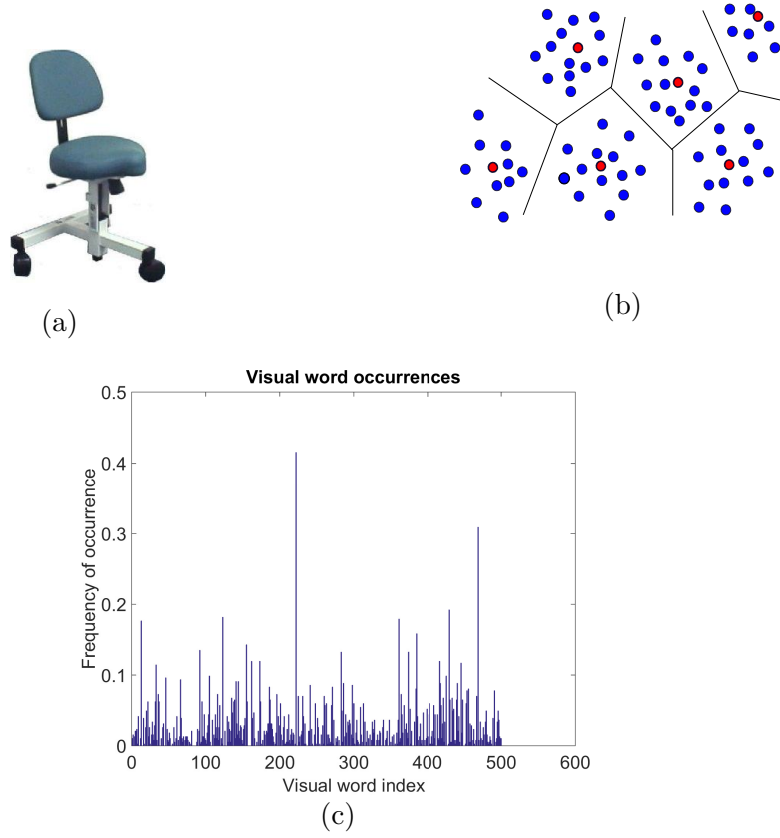 (a)
(b)
Visual word occurrences
Frequency of occurrence
0.5
0.4
0.3
0.2
0.1
0
0 100 200 300 400 500 600
Visual word index
(c)